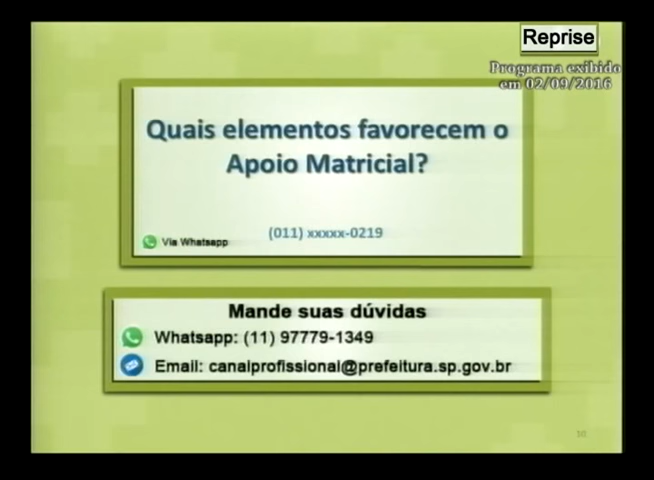 Reprise
Programa exibido
em 02/09/2016
Quais elementos favorecem o
Apoio Matricial?
(011) xxxxx-0219
Via Whatsapp
Mande suas dúvidas
Whatsapp: (11) 97779-1349
Email: canalprofissional@prefeitura.sp.gov.br
10